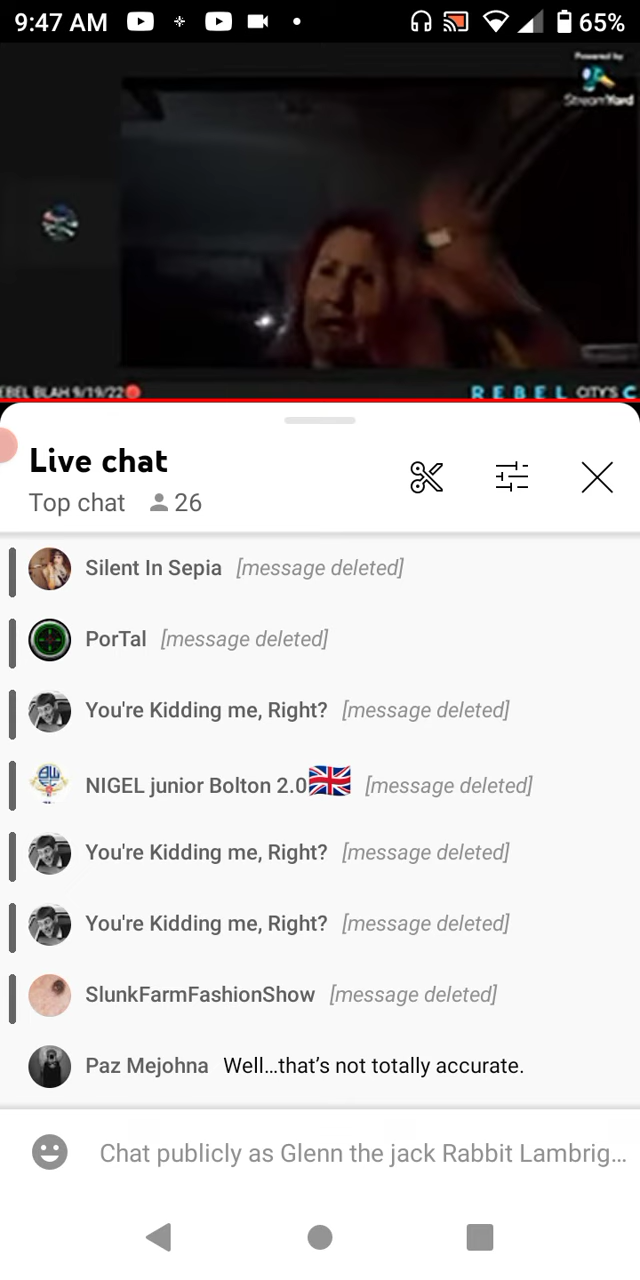 9:47 AM 65%
Powered by
StreamYard
EBEL BLAH 9/19/22
REBEL CITYS C
Live chat
Top chat 26
Silent In Sepia [message deleted]
PorTal [message deleted]
You're Kidding me, Right? [message deleted]
NIGEL junior Bolton 2.0🇬🇧 [message deleted]
You're Kidding me, Right? [message deleted]
You're Kidding me, Right? [message deleted]
SlunkFarmFashionShow [message deleted]
Paz Mejohna Well…that’s not totally accurate.
Chat publicly as Glenn the jack Rabbit Lambrig...